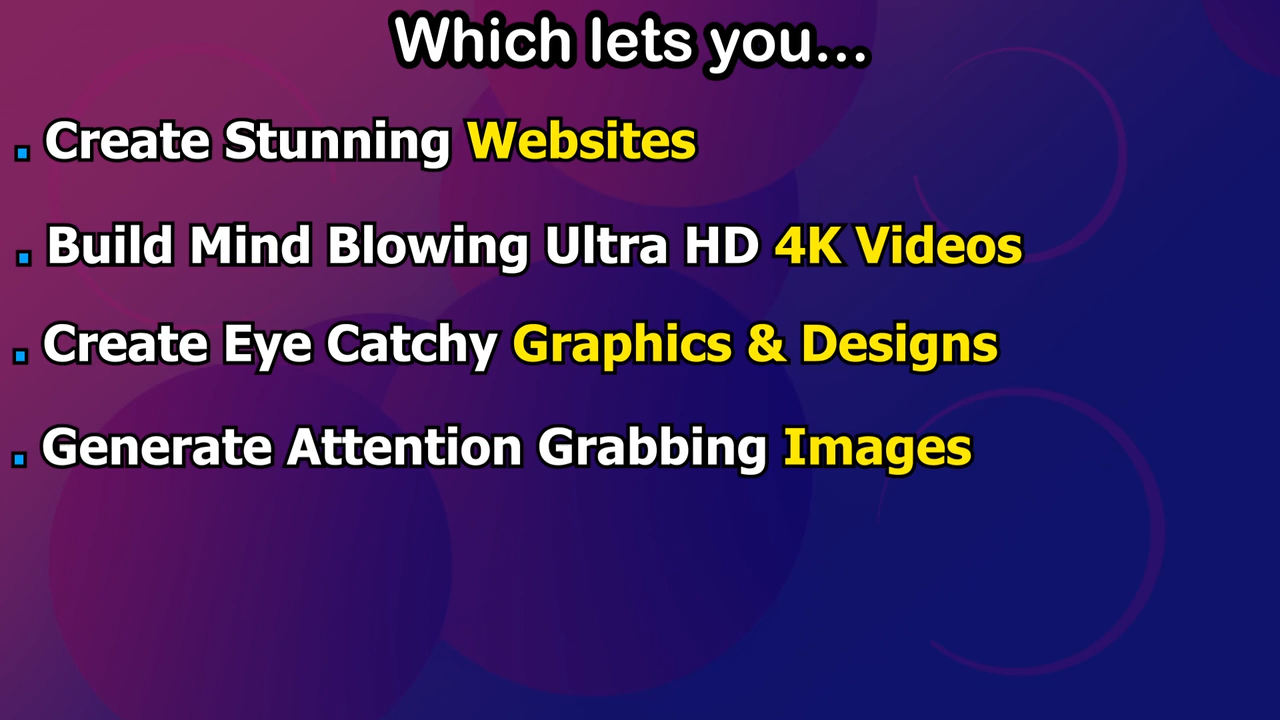 Which lets you...
. Create Stunning Websites
. Build Mind Blowing Ultra HD 4K Videos
. Create Eye Catchy Graphics & Designs
. Generate Attention Grabbing Images